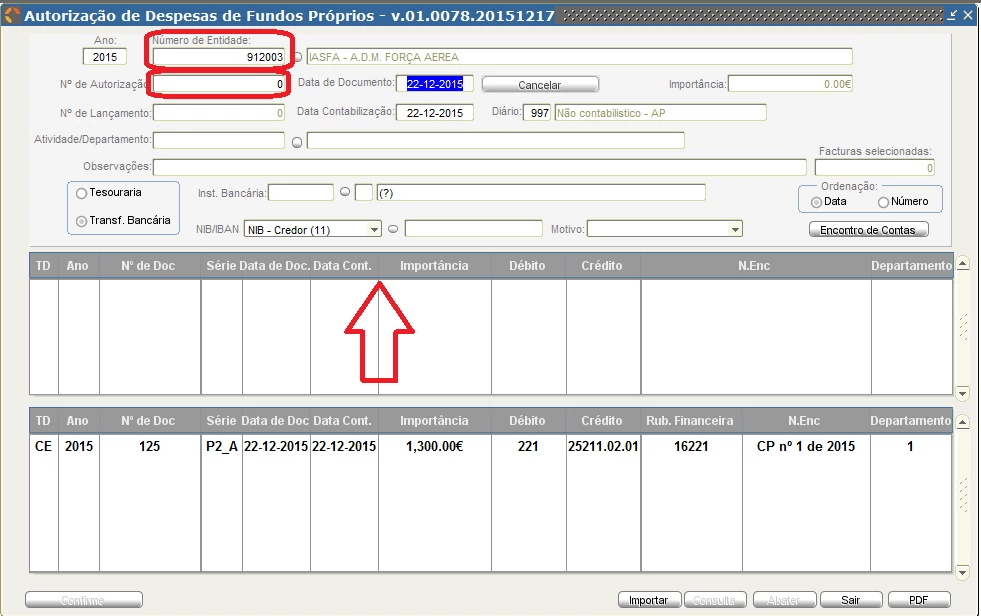 Autorização de Despesas de Fundos Próprios - v.01.0078.20151217
Ano: Número de Entidade:
2015 912003 IASFA - A.D.M. FORÇA AEREA
Nº de Autorização 0 Data de Documento: 22-12-2015 Cancelar Importância: 0.00€
Nº de Lançamento: 0 Data Contabilização: 22-12-2015 Diário: 997 Não contabilistico - AP
Atividade/Departamento:
Facturas selecionadas:
Observações: 0
Tesouraria Inst. Bancária: (?) Ordenação:
Data Número
Transf. Bancária NIB/IBAN NIB - Credor (11) Motivo: Encontro de Contas
TD Ano Nº de Doc Série Data de Doc. Data Cont. Importância Débito Crédito N.Enc Departamento
TD Ano Nº de Doc Série Data de Doc Data Cont. Importância Débito Crédito Rub. Financeira N.Enc Departamento
CE 2015 125 P2_A 22-12-2015 22-12-2015 1,300.00€ 221 25211.02.01 16221 CP nº 1 de 2015 1
Confirme Importar Consulta Abater Sair PDF